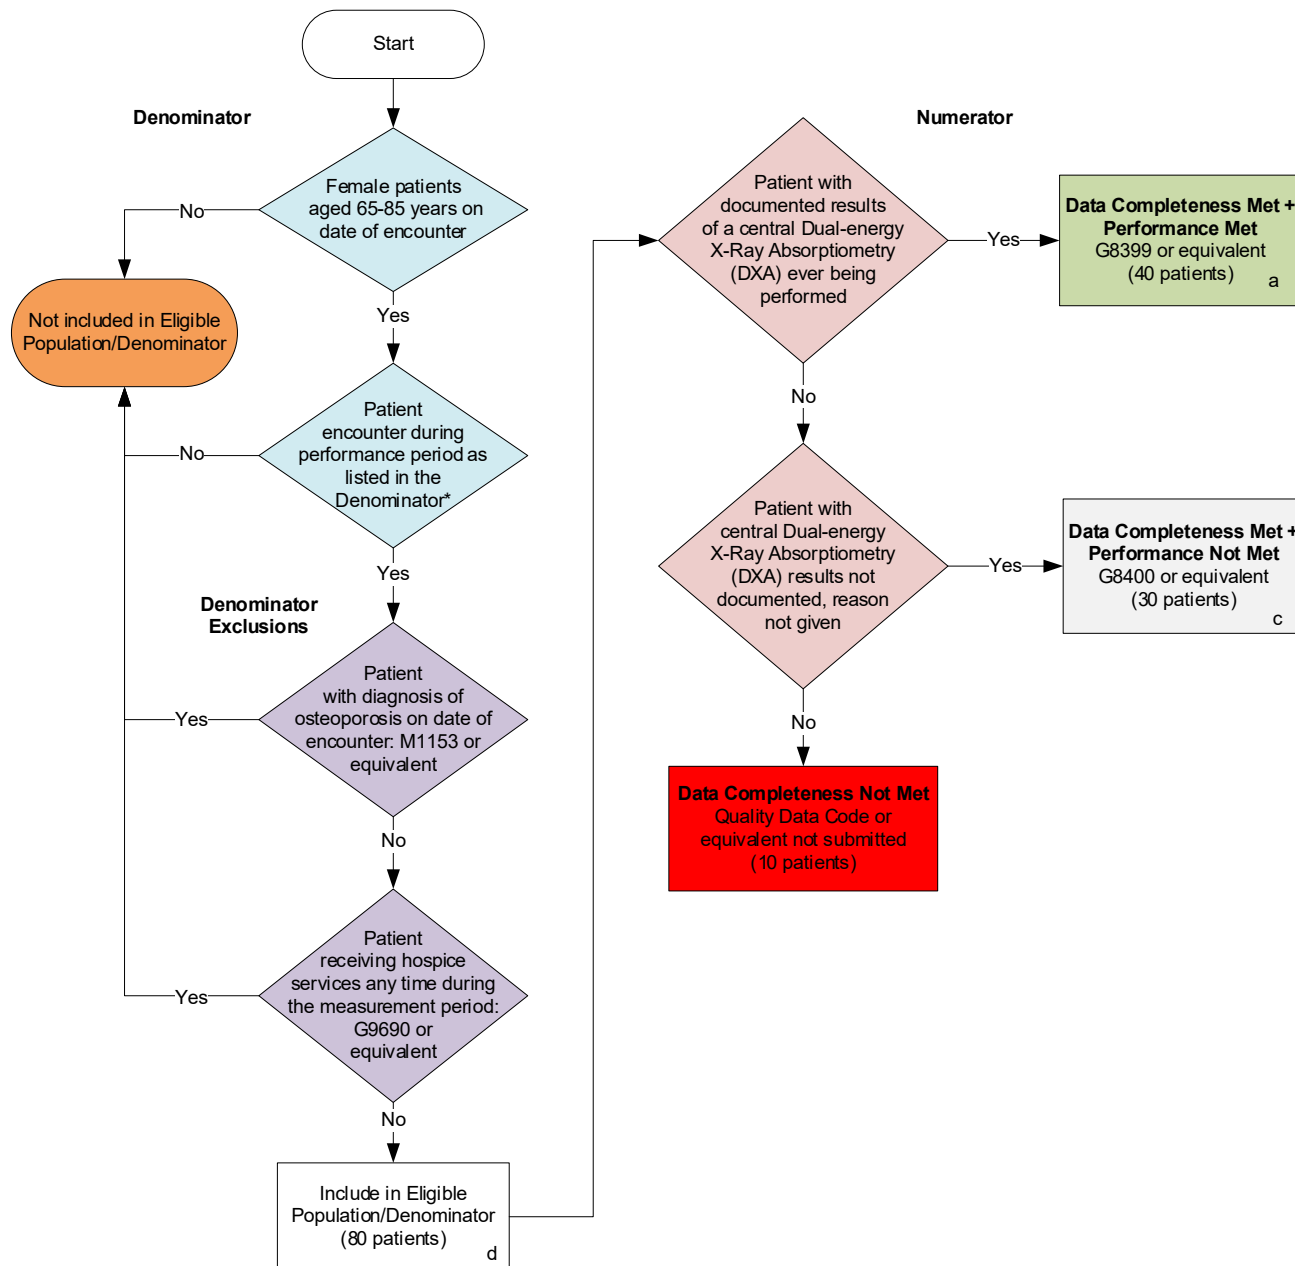 Start
Denominator
Female patients
aged 65-85 years on
date of encounter
No
Yes
Not included in Eligible
Population/Denominator
Patient
encounter during
performance period as
listed in the
Denominator*
No
Yes
Denominator
Exclusions
Patient
with diagnosis of
osteoporosis on date of
encounter: M1153 or
equivalent
Yes
No
Patient
receiving hospice
services any time during
the measurement period:
G9690 or
equivalent
Yes
No
Include in Eligible
Population/Denominator
(80 patients)
d
Numerator
Patient with
documented results
of a central Dual-energy
X-Ray Absorptiometry
(DXA) ever being
performed
Yes
Data Completeness Met +
Performance Met
G8399 or equivalent
(40 patients)
a
No
Patient with
central Dual-energy
X-Ray Absorptiometry
(DXA) results not
documented, reason
not given
Yes
Data Completeness Met +
Performance Not Met
G8400 or equivalent
(30 patients)
c
No
Data Completeness Not Met
Quality Data Code or
equivalent not submitted
(10 patients)